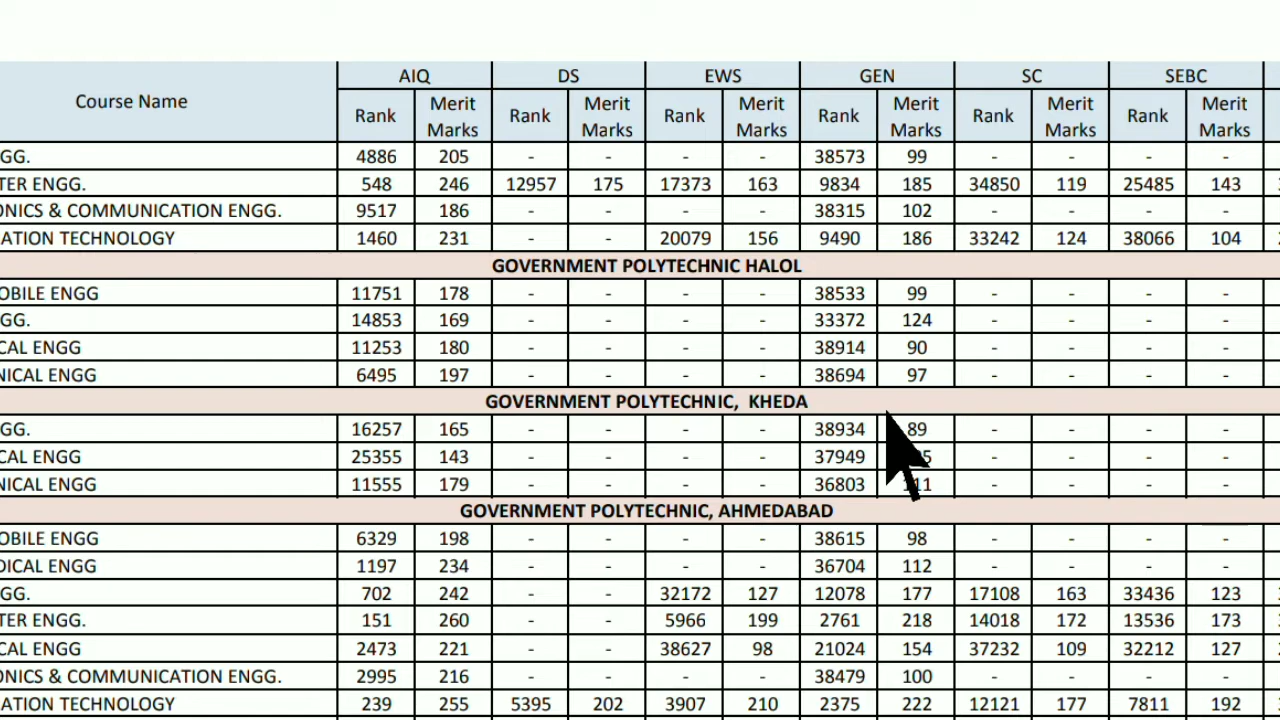 AIQ DS EWS GEN SC SEBC
Course Name
Rank Merit Marks Rank Merit Marks Rank Merit Marks Rank Merit Marks Rank Merit Marks Rank Merit Marks
GG. 4886 205 - - - - 38573 99 - - - -
TER ENGG. 548 246 12957 175 17373 163 9834 185 34850 119 25485 143
ONICS & COMMUNICATION ENGG. 9517 186 - - - - 38315 102 - - - -
ATION TECHNOLOGY 1460 231 - - 20079 156 9490 186 33242 124 38066 104
GOVERNMENT POLYTECHNIC HALOL
OBILE ENGG 11751 178 - - - - 38533 99 - - - -
GG. 14853 169 - - - - 33372 124 - - - -
CAL ENGG 11253 180 - - - - 38914 90 - - - -
NICAL ENGG 6495 197 - - - - 38694 97 - - - -
GOVERNMENT POLYTECHNIC, KHEDA
GG. 16257 165 - - - - 38934 89 - - - -
CAL ENGG 25355 143 - - - - 37949 - - - -
NICAL ENGG 11555 179 - - - - 36803 111 - - - -
GOVERNMENT POLYTECHNIC, AHMEDABAD
OBILE ENGG 6329 198 - - - - 38615 98 - - - -
DICAL ENGG 1197 234 - - - - 36704 112 - - - -
GG. 702 242 - - 32172 127 12078 177 17108 163 33436 123
TER ENGG. 151 260 - - 5966 199 2761 218 14018 172 13536 173
CAL ENGG 2473 221 - - 38627 98 21024 154 37232 109 32212 127
ONICS & COMMUNICATION ENGG. 2995 216 - - - - 38479 100 - - - -
ATION TECHNOLOGY 239 255 5395 202 3907 210 2375 222 12121 177 7811 192